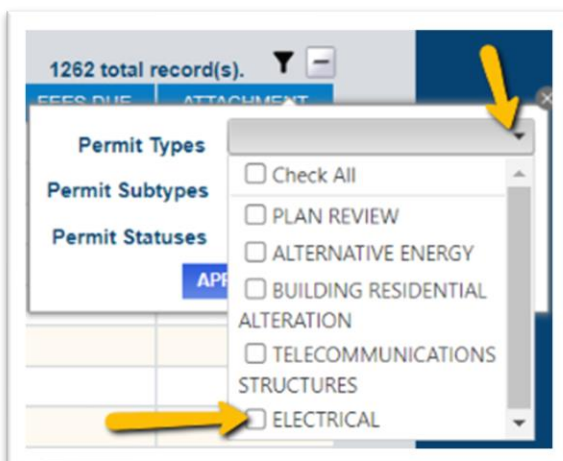 1262 total record(s).
FEES DUE ATTACHMENT
Permit Types
Check All
Permit Subtypes
PLAN REVIEW
Permit Statuses
ALTERNATIVE ENERGY
BUILDING RESIDENTIAL
ALTERATION
TELECOMMUNICATIONS
STRUCTURES
ELECTRICAL